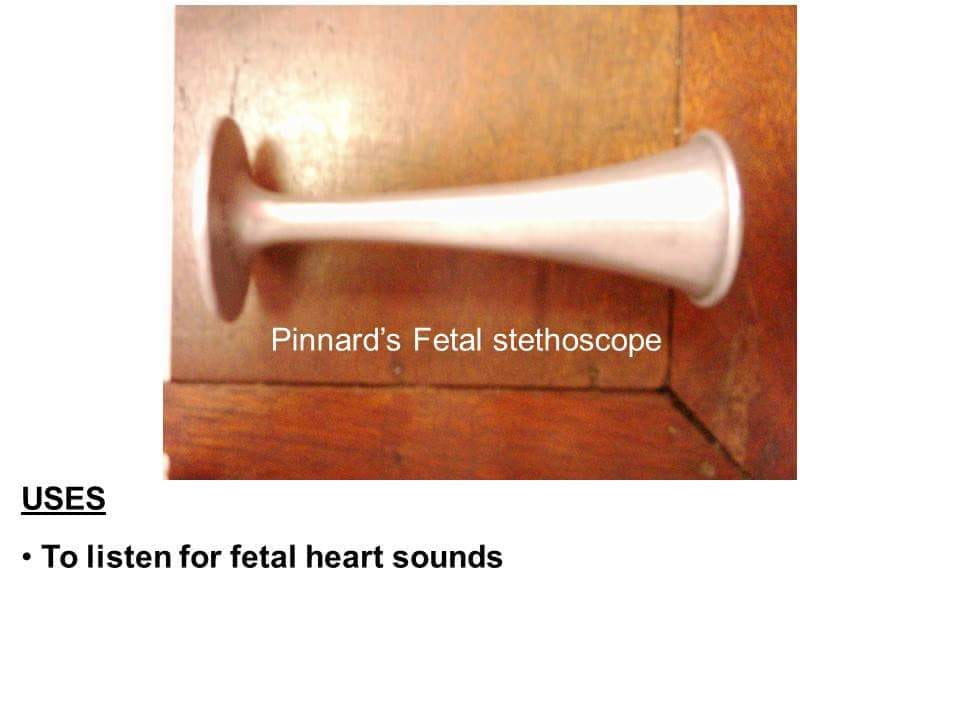 Pinnard’s Fetal stethoscope
USES
• To listen for fetal heart sounds